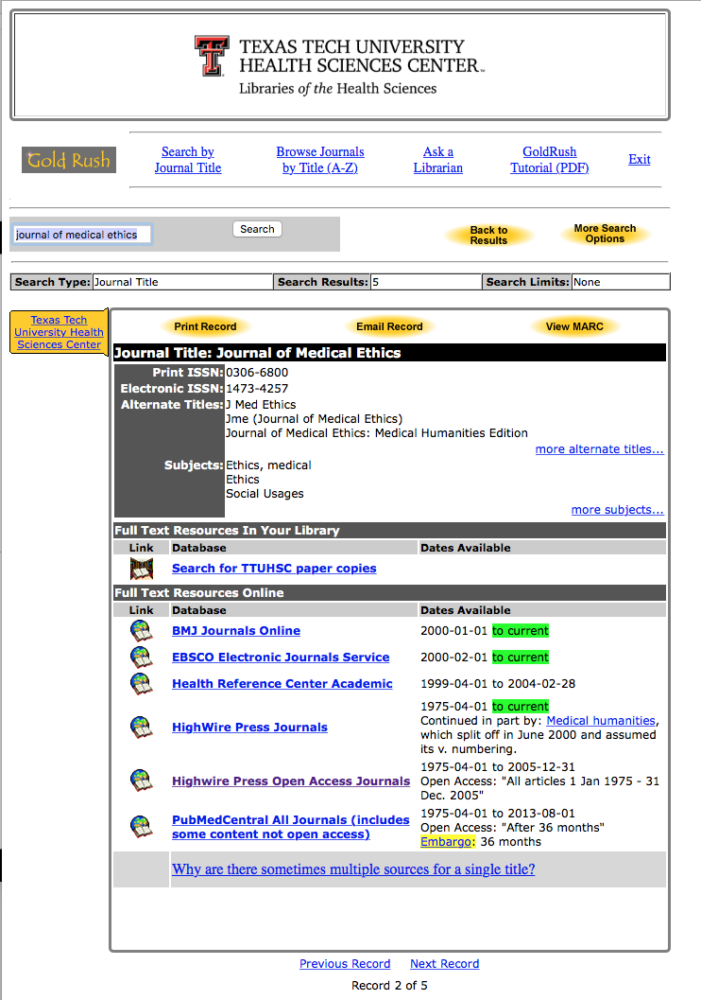 TEXAS TECH UNIVERSITY
HEALTH SCIENCES CENTER™
Libraries of the Health Sciences
Gold Rush
Search by
Journal Title
Browse Journals
by Title (A-Z)
Ask a
Librarian
GoldRush
Tutorial (PDF)
Exit
journal of medical ethics
Search
Back to
Results
More Search
Options
Search Type: Journal Title Search Results: 5 Search Limits: None
Texas Tech
University Health
Sciences Center
Print Record Email Record View MARC
Journal Title: Journal of Medical Ethics
Print ISSN: 0306-6800
Electronic ISSN: 1473-4257
Alternate Titles: J Med Ethics
Jme (Journal of Medical Ethics)
Journal of Medical Ethics: Medical Humanities Edition
more alternate titles...
Subjects: Ethics, medical
Ethics
Social Usages
more subjects...
Full Text Resources In Your Library
Link Database Dates Available
Search for TTUHSC paper copies
Full Text Resources Online
Link Database Dates Available
BMJ Journals Online 2000-01-01 to current
EBSCO Electronic Journals Service 2000-02-01 to current
Health Reference Center Academic 1999-04-01 to 2004-02-28
HighWire Press Journals
1975-04-01 to current
Continued in part by: Medical humanities,
which split off in June 2000 and assumed
its v. numbering.
Highwire Press Open Access Journals
1975-04-01 to 2005-12-31
Open Access: "All articles 1 Jan 1975 - 31
Dec. 2005"
PubMedCentral All Journals (includes
some content not open access)
1975-04-01 to 2013-08-01
Open Access: "After 36 months"
Embargo: 36 months
Why are there sometimes multiple sources for a single title?
Previous Record Next Record
Record 2 of 5